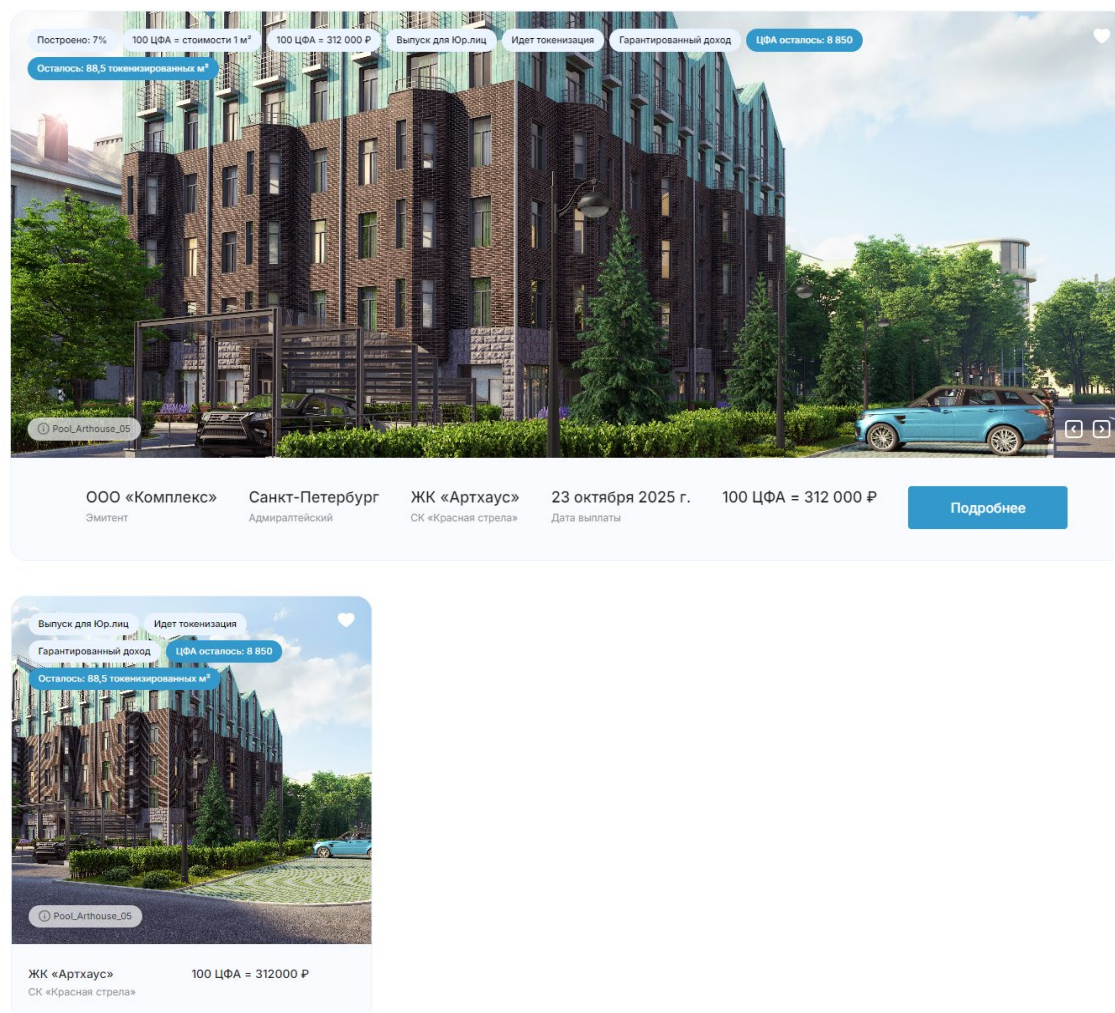 Построено: 7% 100 ЦФА = стоимости 1 м² 100 ЦФА = 312 000 ₽ Выпуск для Юр.лиц Идет токенизация Гарантированный доход ЦФА осталось: 8 850
Осталось: 88,5 токенизированных м²
Pool_Arthouse_05
ООО «Комплекс» Санкт-Петербург ЖК «Артхаус» 23 октября 2025 г. 100 ЦФА = 312 000 ₽ Подробнее
Эмитент Адмиралтейский СК «Красная стрела» Дата выплаты
Выпуск для Юр.лиц Идет токенизация
Гарантированный доход ЦФА осталось: 8 850
Осталось: 88,5 токенизированных м²
Pool_Arthouse_05
ЖК «Артхаус» 100 ЦФА = 312000 ₽
СК «Красная стрела»